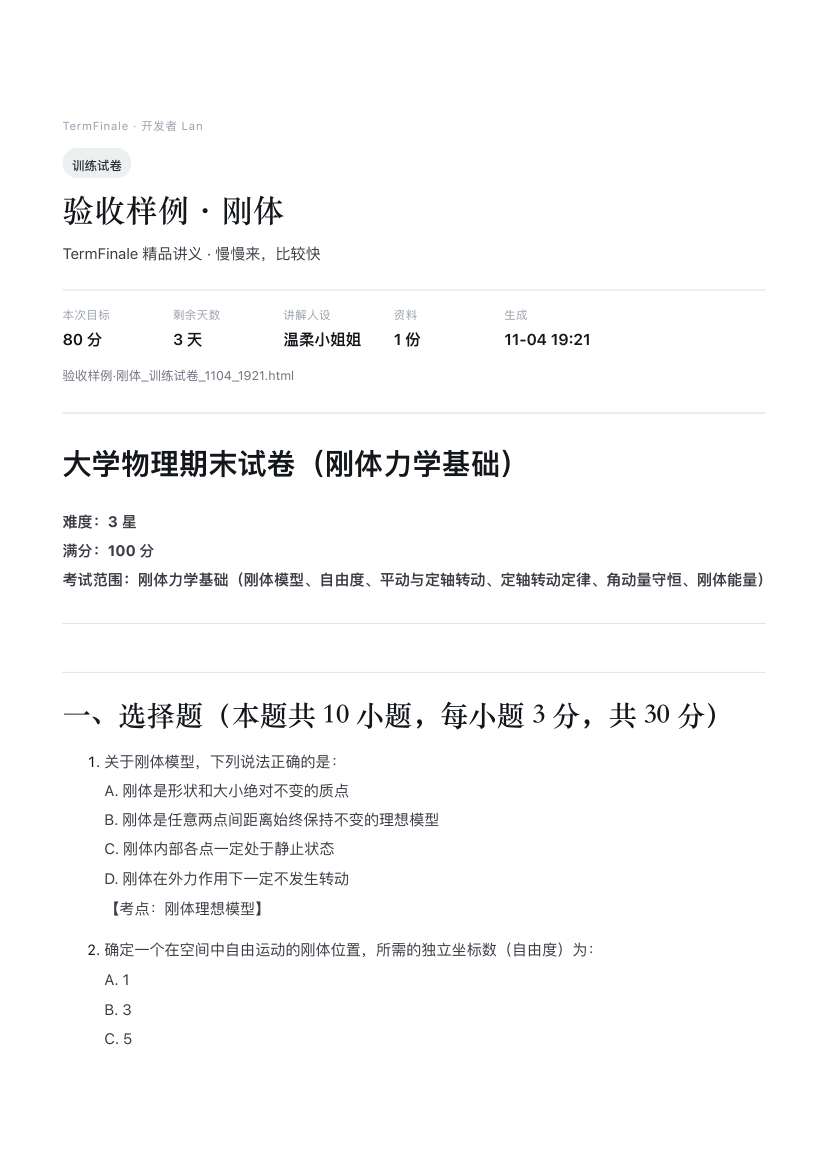 TermFinale · 开发者 Lan
训练试卷
验收样例 · 刚体
TermFinale 精品讲义 · 慢慢来，比较快
本次目标 剩余天数 讲解人设 资料 生成
80 分 3 天 温柔小姐姐 1 份 11-04 19:21
验收样例·刚体_训练试卷_1104_1921.html
大学物理期末试卷（刚体力学基础）
难度：3 星
满分：100 分
考试范围：刚体力学基础（刚体模型、自由度、平动与定轴转动、定轴转动定律、角动量守恒、刚体能量）
一、选择题（本题共 10 小题，每小题 3 分，共 30 分）
1. 关于刚体模型，下列说法正确的是：
A. 刚体是形状和大小绝对不变的质点
B. 刚体是任意两点间距离始终保持不变的理想模型
C. 刚体内部各点一定处于静止状态
D. 刚体在外力作用下一定不发生转动
【考点：刚体理想模型】
2. 确定一个在空间中自由运动的刚体位置，所需的独立坐标数（自由度）为：
A. 1
B. 3
C. 5